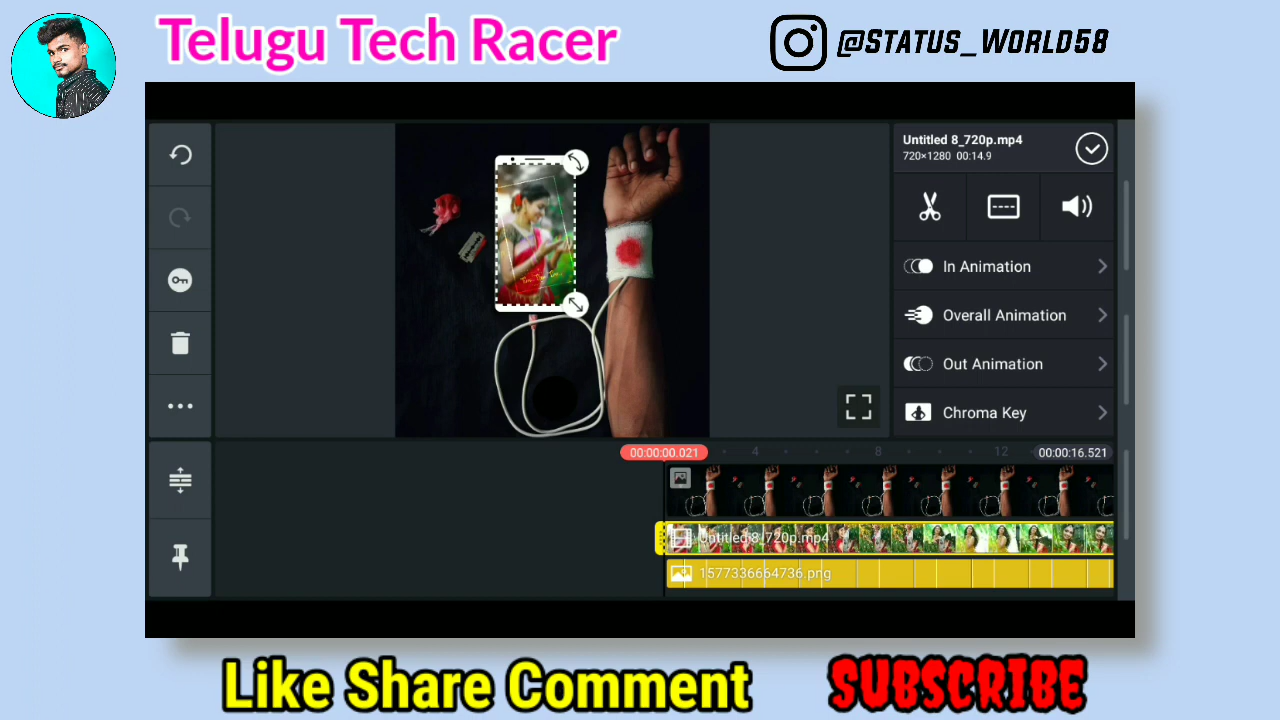 Telugu Tech Racer
@STATUS_WORLD58
Untitled 8_720p.mp4
720×1280 00:14.9
In Animation
Overall Animation
Out Animation
Chroma Key
00:00:00.021
4
8
12
00:00:16.521
Untitled 8_720p.mp4
1577336664736.png
Like Share Comment
SUBSCRIBE